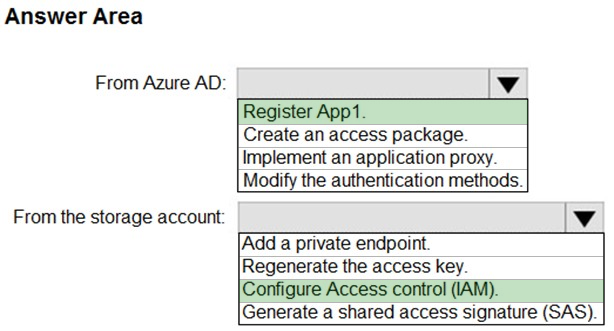 Answer Area
From Azure AD:
Register App1.
Create an access package.
Implement an application proxy.
Modify the authentication methods.
From the storage account:
Add a private endpoint.
Regenerate the access key.
Configure Access control (IAM).
Generate a shared access signature (SAS).